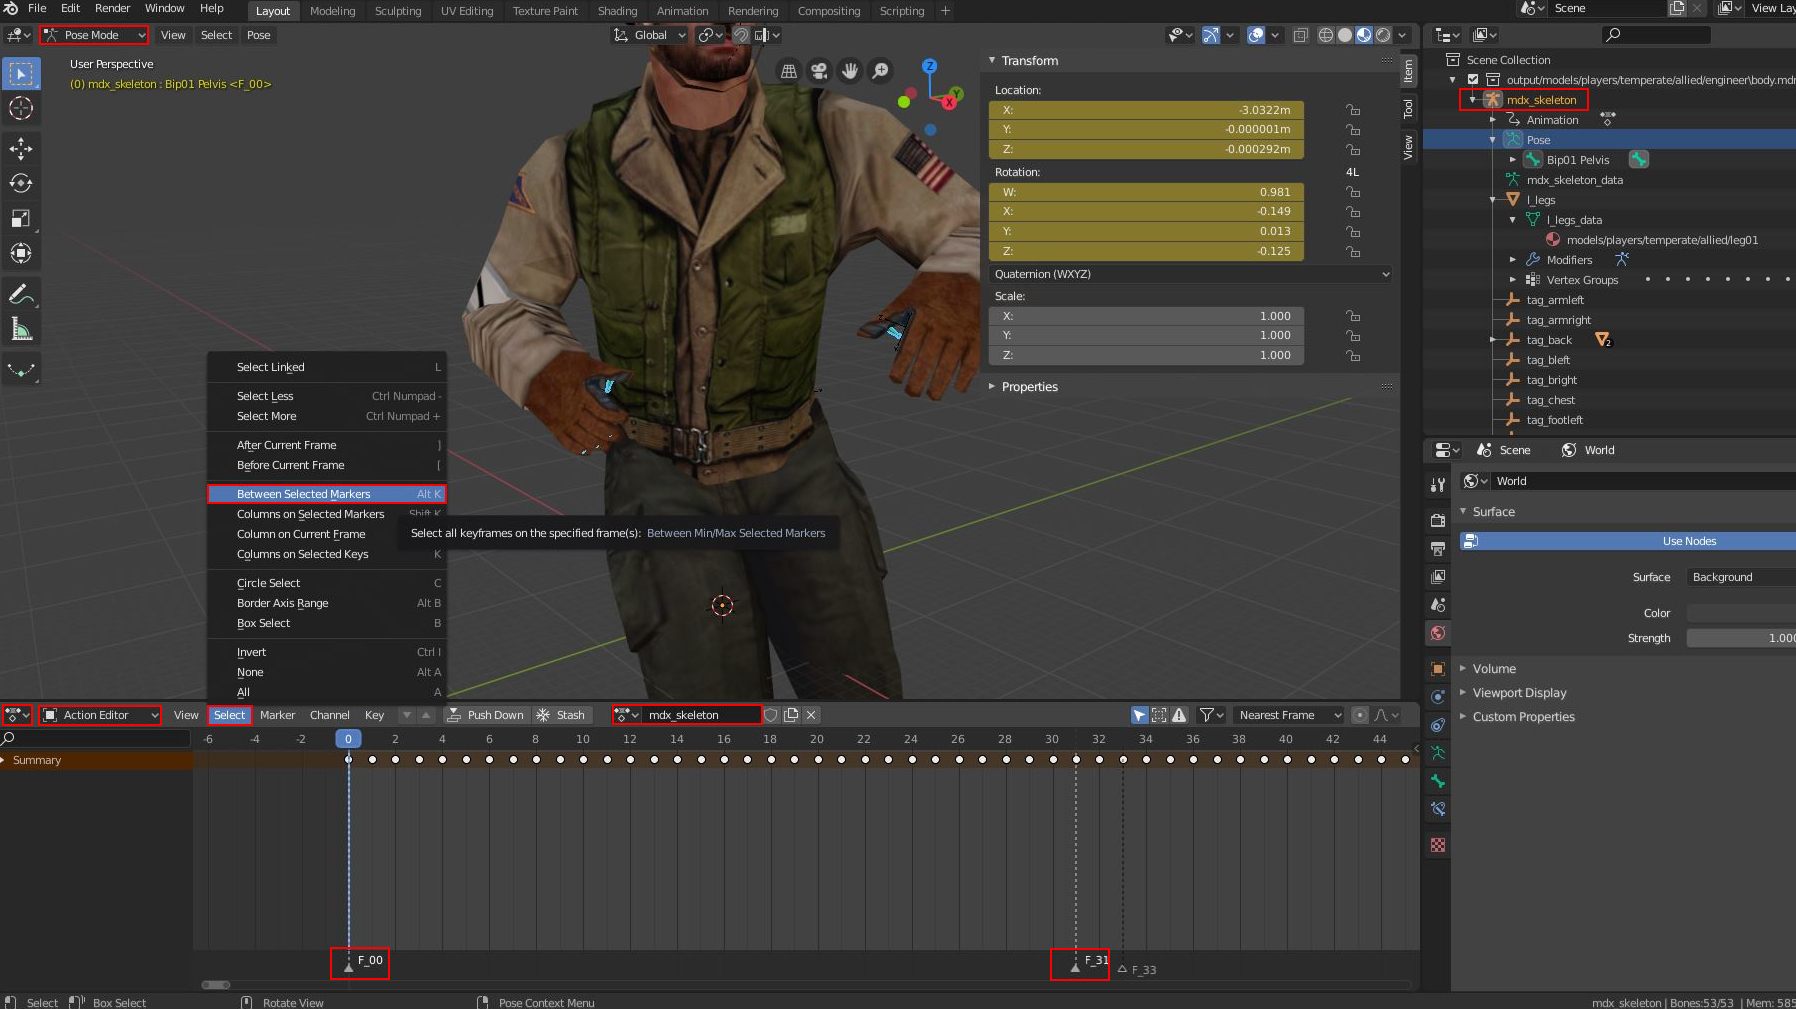 File Edit Render Window Help Layout Modeling Sculpting UV Editing Texture Paint Shading Animation Rendering Compositing Scripting + Scene View Lay
Pose Mode View Select Pose Global
User Perspective
(0) mdx_skeleton : Bip01 Pelvis <F_00>
Z
Y
X
Transform
Location:
X: -3.0322m
Y: -0.000001m
Z: -0.000292m
Rotation: 4L
W: 0.981
X: -0.149
Y: 0.013
Z: -0.125
Quaternion (WXYZ)
Scale:
X: 1.000
Y: 1.000
Z: 1.000
Properties
Item
Tool
View
Scene Collection
output/models/players/temperate/allied/engineer\body.md
mdx_skeleton
Animation
Pose
Bip01 Pelvis
mdx_skeleton_data
l_legs
l_legs_data
models/players/temperate/allied/leg01
Modifiers
Vertex Groups
tag_armleft
tag_armright
tag_back 2
tag_bleft
tag_bright
tag_chest
tag_footleft
Scene World
World
Surface
Use Nodes
Surface Background
Color
Strength 1.000
Volume
Viewport Display
Custom Properties
Select Linked L
Select Less Ctrl Numpad -
Select More Ctrl Numpad +
After Current Frame ]
Before Current Frame [
Between Selected Markers Alt K
Columns on Selected Markers Shift K
Column on Current Frame
Columns on Selected Keys K
Circle Select C
Border Axis Range Alt B
Box Select B
Invert Ctrl I
None Alt A
All A
Select all keyframes on the specified frame(s): Between Min/Max Selected Markers
Action Editor View Select Marker Channel Key Push Down Stash mdx_skeleton Nearest Frame
-6 -4 -2 0 2 4 6 8 10 12 14 16 18 20 22 24 26 28 30 32 34 36 38 40 42 44
Summary
F_00 F_31 F_33
Select Box Select Rotate View Pose Context Menu mdx_skeleton | Bones:53/53 | Mem: 585